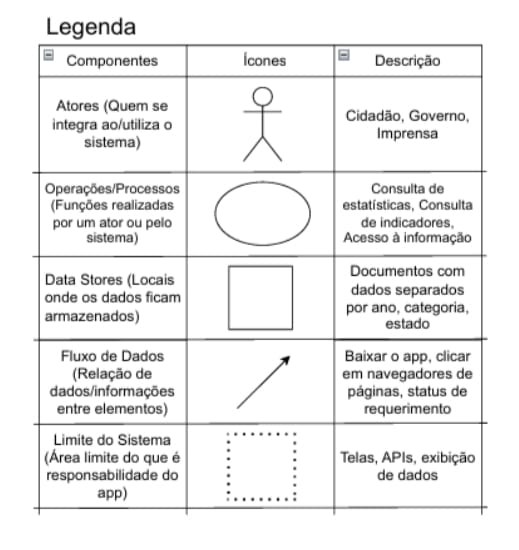 Legenda
Componentes
Ícones
Descrição
Atores (Quem se
integra ao/utiliza o
sistema)
Cidadão, Governo,
Imprensa
Operações/Processos
(Funções realizadas
por um ator ou pelo
sistema)
Consulta de
estatísticas, Consulta
de indicadores,
Acesso à informação
Data Stores (Locais
onde os dados ficam
armazenados)
Documentos com
dados separados
por ano, categoria,
estado
Fluxo de Dados
(Relação de
dados/informações
entre elementos)
Baixar o app, clicar
em navegadores de
páginas, status de
requerimento
Limite do Sistema
(Área limite do que é
responsabilidade do
app)
Telas, APIs, exibição
de dados